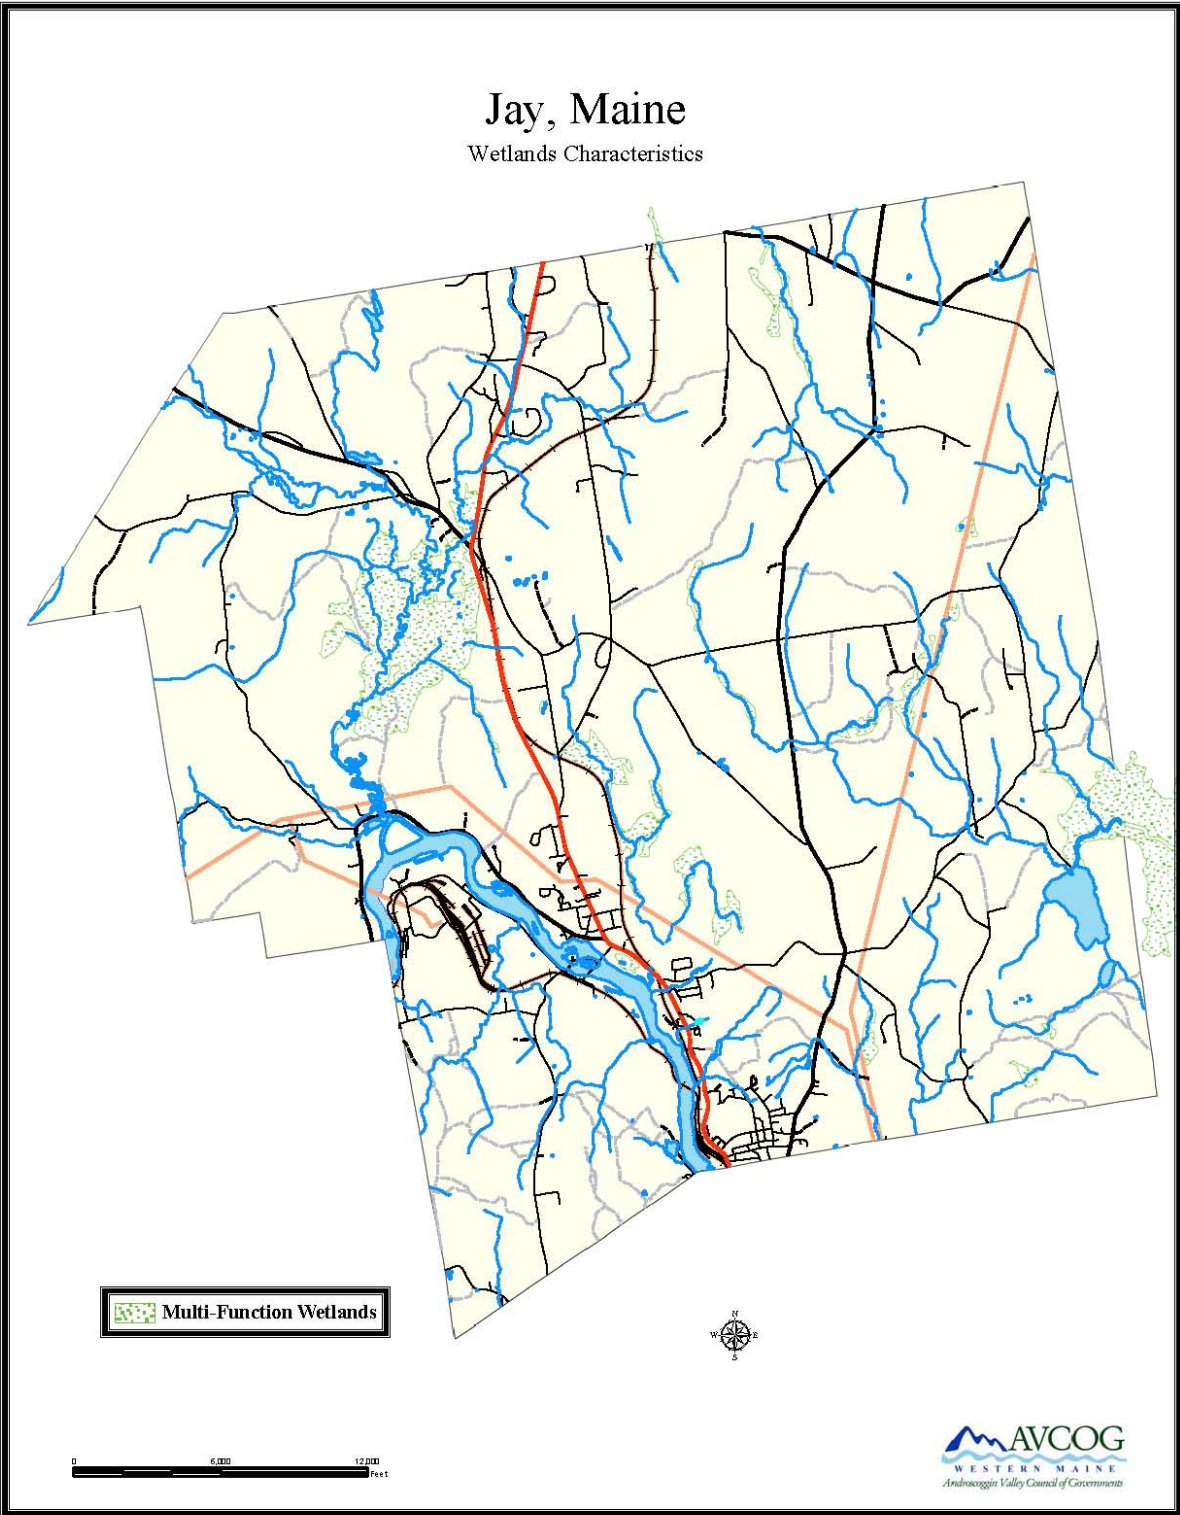 Jay, Maine
Wetlands Characteristics
Multi-Function Wetlands
N
W E
S
0 6,000 12,000
Feet
AVCOG
WESTERN MAINE
Androscoggin Valley Council of Governments